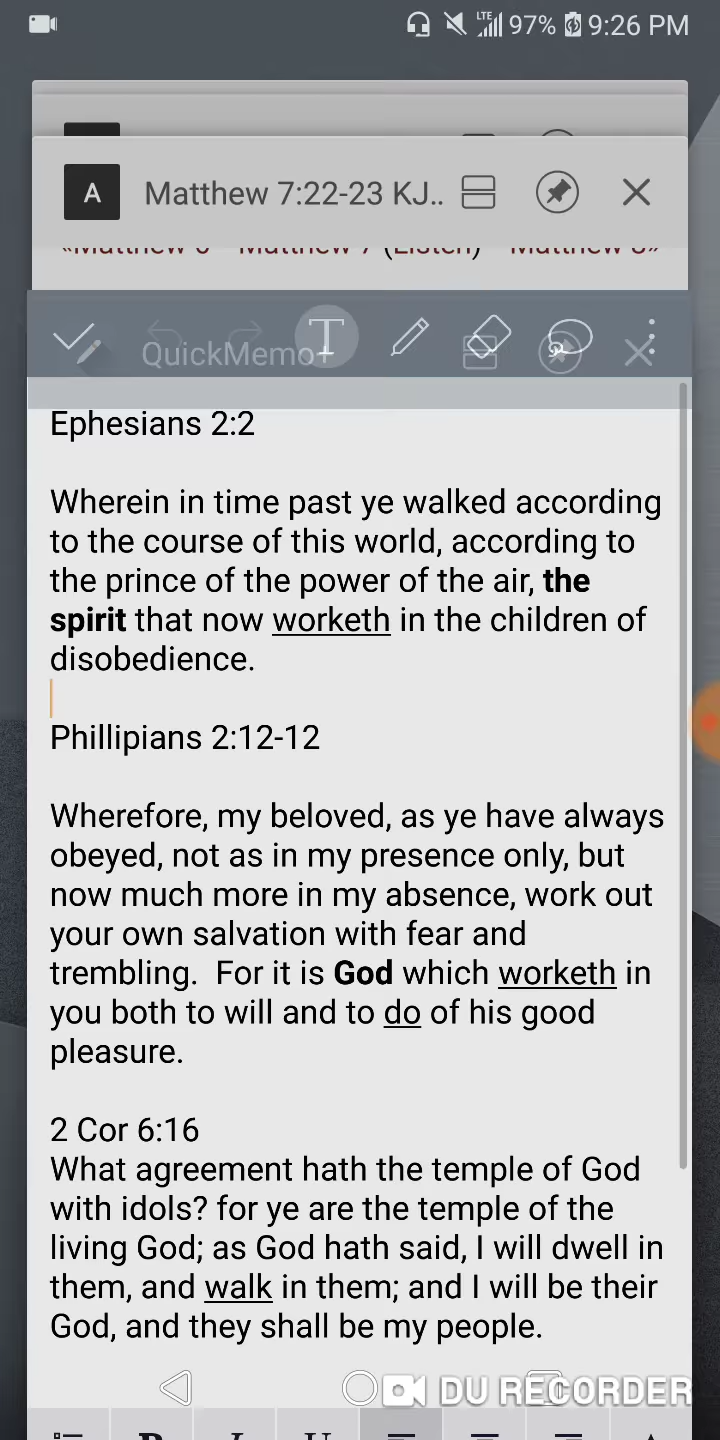 LTE 97% 9:26 PM
A Matthew 7:22-23 KJ..
(Listen)
QuickMemo+
T
Ephesians 2:2
Wherein in time past ye walked according
to the course of this world, according to
the prince of the power of the air, the
spirit that now worketh in the children of
disobedience.
Phillipians 2:12-12
Wherefore, my beloved, as ye have always
obeyed, not as in my presence only, but
now much more in my absence, work out
your own salvation with fear and
trembling.  For it is God which worketh in
you both to will and to do of his good
pleasure.
2 Cor 6:16
What agreement hath the temple of God
with idols? for ye are the temple of the
living God; as God hath said, I will dwell in
them, and walk in them; and I will be their
God, and they shall be my people.
DU RECORDER